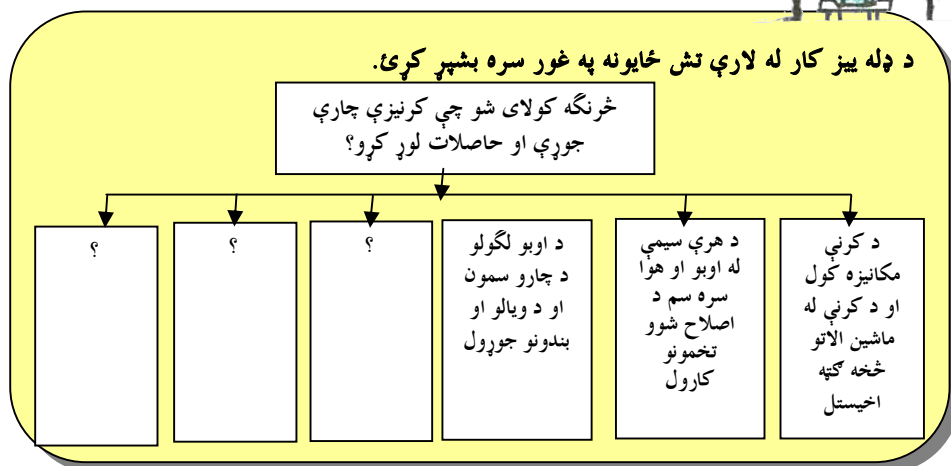 د ډله ییز کار له لارې تش ځایونه په غور سره بشپړ کړئ.
څرنګه کولای شو چې کرنیزې چارې
جوړې او حاصلات لوړ کړو؟
د کرنې
مکانیزه کول
او د کرنې له
ماشین الاتو
څخه ګټه
اخیستل
د هرې سیمې
له اوبو او هوا
سره سم د
اصلاح شوو
تخمونو
کارول
د اوبو لګولو
د چارو سمون
او د ویالو او
بندونو جوړول
؟
؟
؟